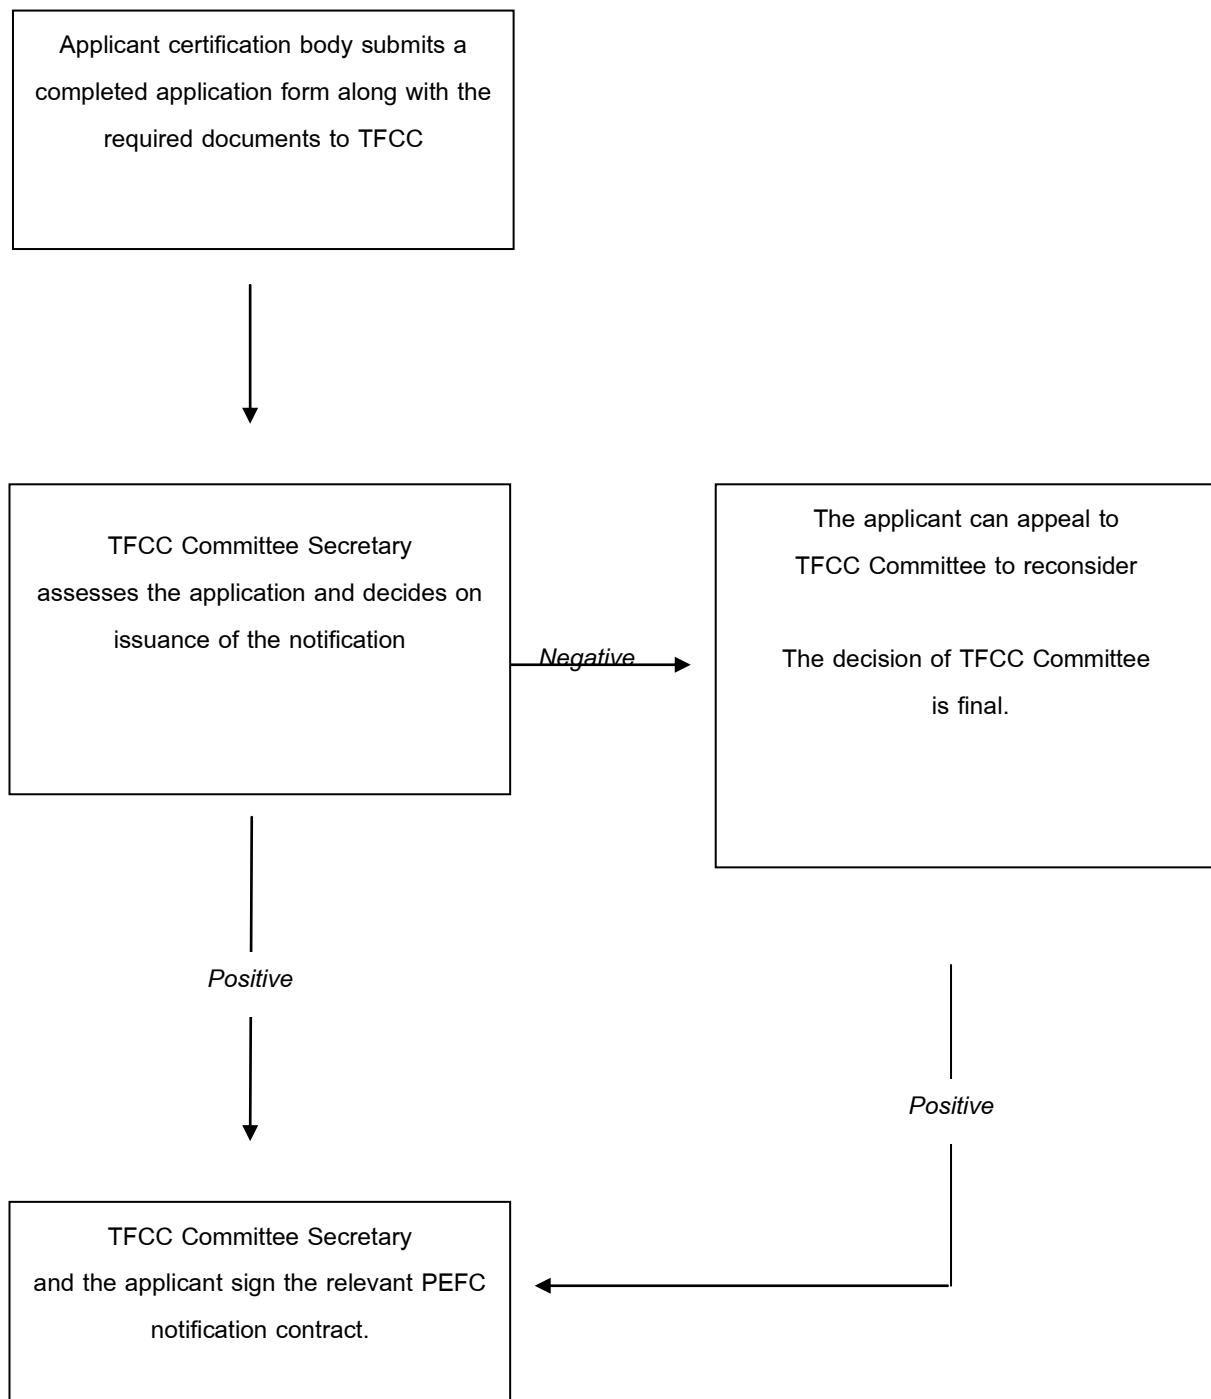 Applicant certification body submits a
completed application form along with the
required documents to TFCC
TFCC Committee Secretary
assesses the application and decides on
issuance of the notification
Negative
The applicant can appeal to
TFCC Committee to reconsider
The decision of TFCC Committee
is final.
Positive
Positive
TFCC Committee Secretary
and the applicant sign the relevant PEFC
notification contract.